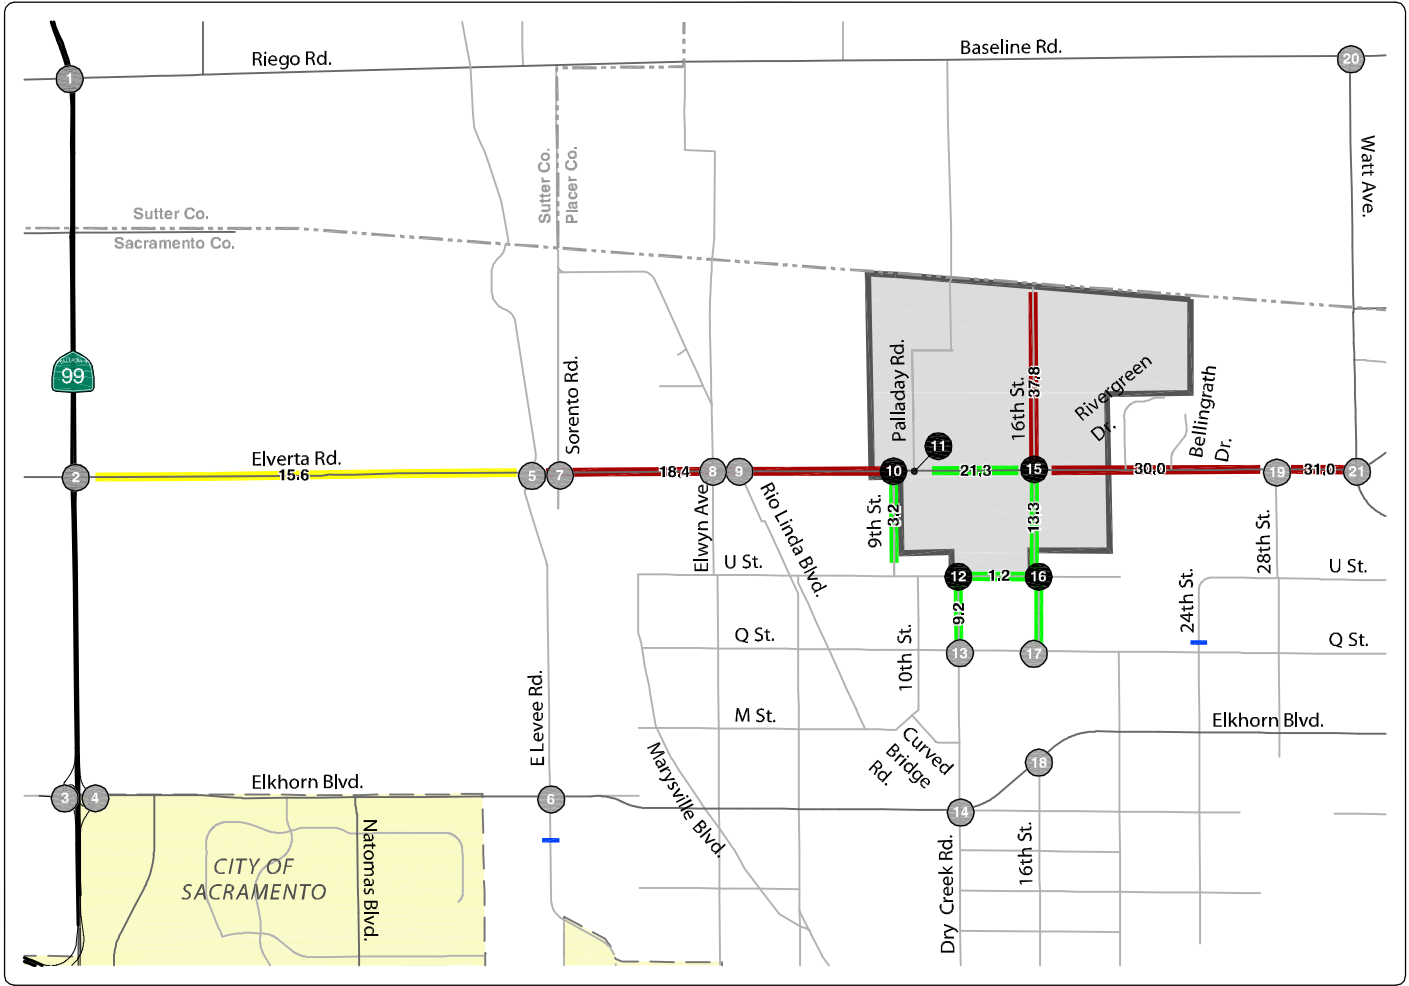 Riego Rd.
Baseline Rd.
1
20
Watt Ave.
Sutter Co.
Placer Co.
Sutter Co.
Sacramento Co.
99
Sorento Rd.
Palladay Rd.
16th St.
37.8
Rivergreen
Dr.
Bellingrath
Dr.
11
Elverta Rd.
2
15.6
5
7
18.4
8
9
10
21.3
15
30.0
19
31.0
21
Elwyn Ave.
Rio Linda Blvd.
9th St.
3.2
13.3
28th St.
U St.
12
1.2
16
U St.
24th St.
9.2
Q St.
13
17
Q St.
10th St.
E Levee Rd.
M St.
Elkhorn Blvd.
Curved
Bridge
Rd.
18
Marysville Blvd.
Elkhorn Blvd.
3
4
6
14
Natomas Blvd.
CITY OF
SACRAMENTO
Dry Creek Rd.
16th St.